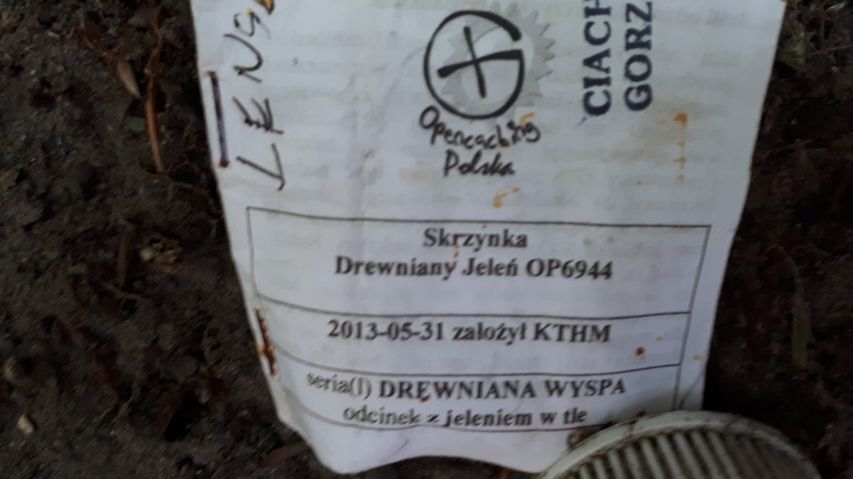 Opencaching
Polska
CIACH
GORZ
Skrzynka
Drewniany Jeleń OP6944
2013-05-31 założył KTHM
seria(l) DREWNIANA WYSPA
odcinek z jeleniem w tle